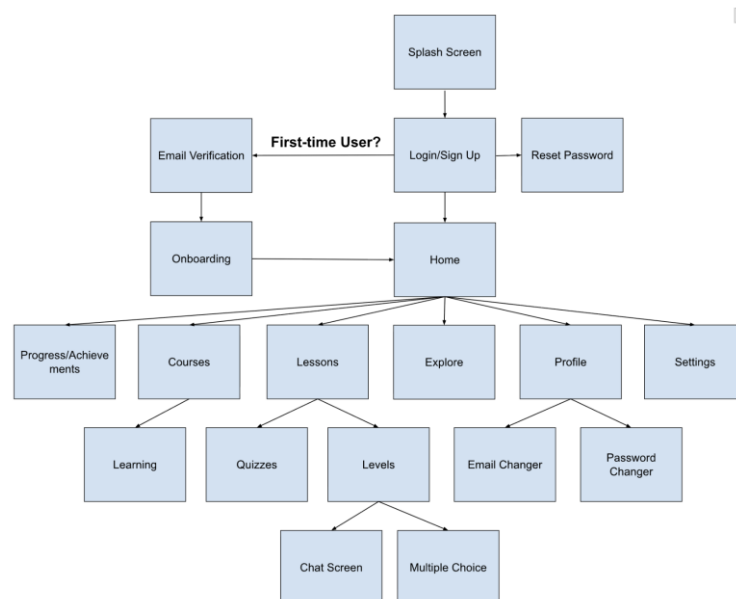 Splash Screen
First-time User?
Email Verification
Login/Sign Up
Reset Password
Onboarding
Home
Progress/Achieve
ments
Courses
Lessons
Explore
Profile
Settings
Learning
Quizzes
Levels
Email Changer
Password
Changer
Chat Screen
Multiple Choice